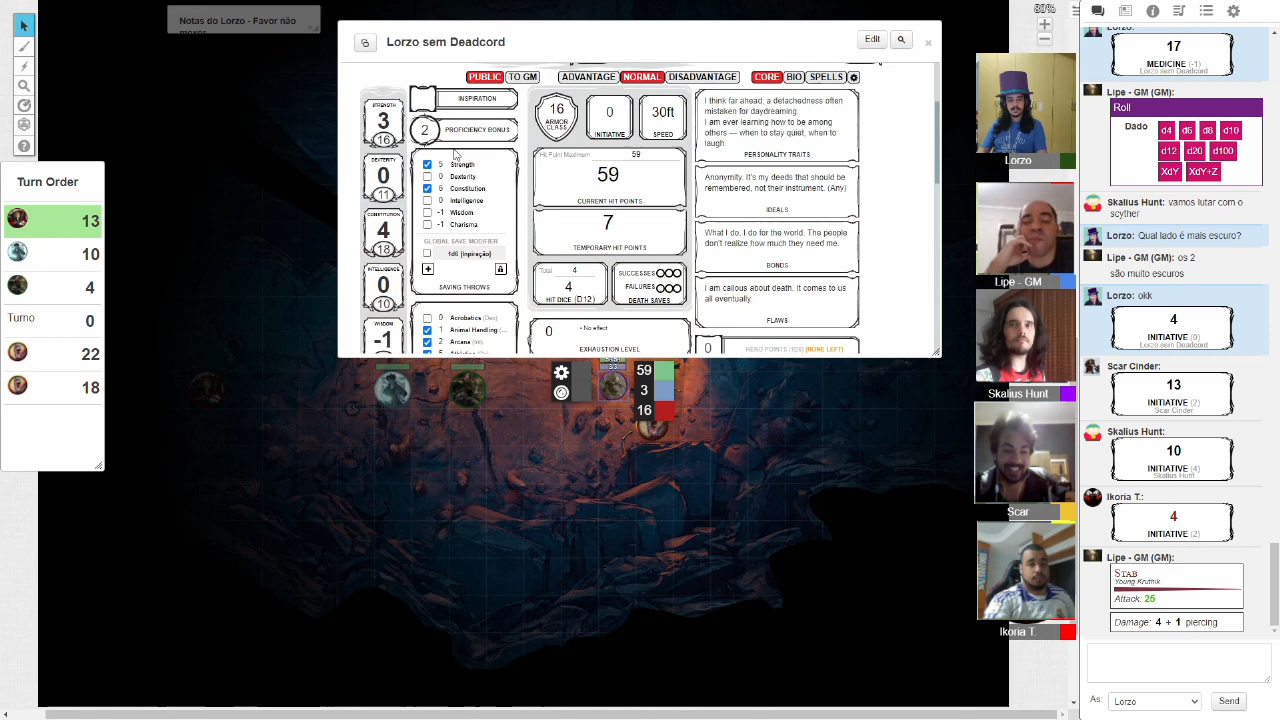 Notas do Lorzo - Favor não
mexer
Turn Order
13
10
4
Turno 0
22
18
Lorzo sem Deadcord
Edit
PUBLIC TO GM
ADVANTAGE NORMAL DISADVANTAGE
CORE BIO SPELLS
STRENGTH
3
16
DEXTERITY
0
11
CONSTITUTION
4
18
INTELLIGENCE
0
10
WISDOM
-1
INSPIRATION
2 PROFICIENCY BONUS
5 Strength
0 Dexterity
6 Constitution
0 Intelligence
-1 Wisdom
-1 Charisma
GLOBAL SAVE MODIFIER
1d6 [Inpiração]
SAVING THROWS
0 Acrobatics (Dex)
1 Animal Handling (...
2 Arcana (Int)
16
ARMOR
CLASS
0
INITIATIVE
30ft
SPEED
Hit Point Maximum 59
59
CURRENT HIT POINTS
7
TEMPORARY HIT POINTS
Total 4
4
HIT DICE (D12)
SUCCESSES
FAILURES
DEATH SAVES
0
- No effect
EXHAUSTION LEVEL
I think far ahead, a detachedness often
mistaken for daydreaming.
I am ever learning how to be among
others — when to stay quiet, when to
laugh.
PERSONALITY TRAITS
Anonymity. It's my deeds that should be
remembered, not their instrument. (Any)
IDEALS
What I do, I do for the world. The people
don't realize how much they need me.
BONDS
I am callous about death. It comes to us
all eventually.
FLAWS
0 HERO POINTS (1D6) (NONE LEFT)
59
3
16
80%
Lorzo
Lipe - GM
Skalius Hunt
Scar
Ikoria T.
Lorzo:
17
MEDICINE (-1)
Lorzo sem Deadcord
Lipe - GM (GM):
Roll
Dado d4 d6 d8 d10
d12 d20 d100
XdY XdY+Z
Skalius Hunt: vamos lutar com o
scyther
Lorzo: Qual lado é mais escuro?
Lipe - GM (GM): os 2
são muito escuros
Lorzo: okk
4
INITIATIVE (0)
Lorzo sem Deadcord
Scar Cinder:
13
INITIATIVE (2)
Scar Cinder
Skalius Hunt:
10
INITIATIVE (4)
Skalius Hunt
Ikoria T.:
4
INITIATIVE (2)
Lipe - GM (GM):
STAB
Young Kruthik
Attack: 25
Damage: 4 + 1 piercing
As: Lorzo
Send